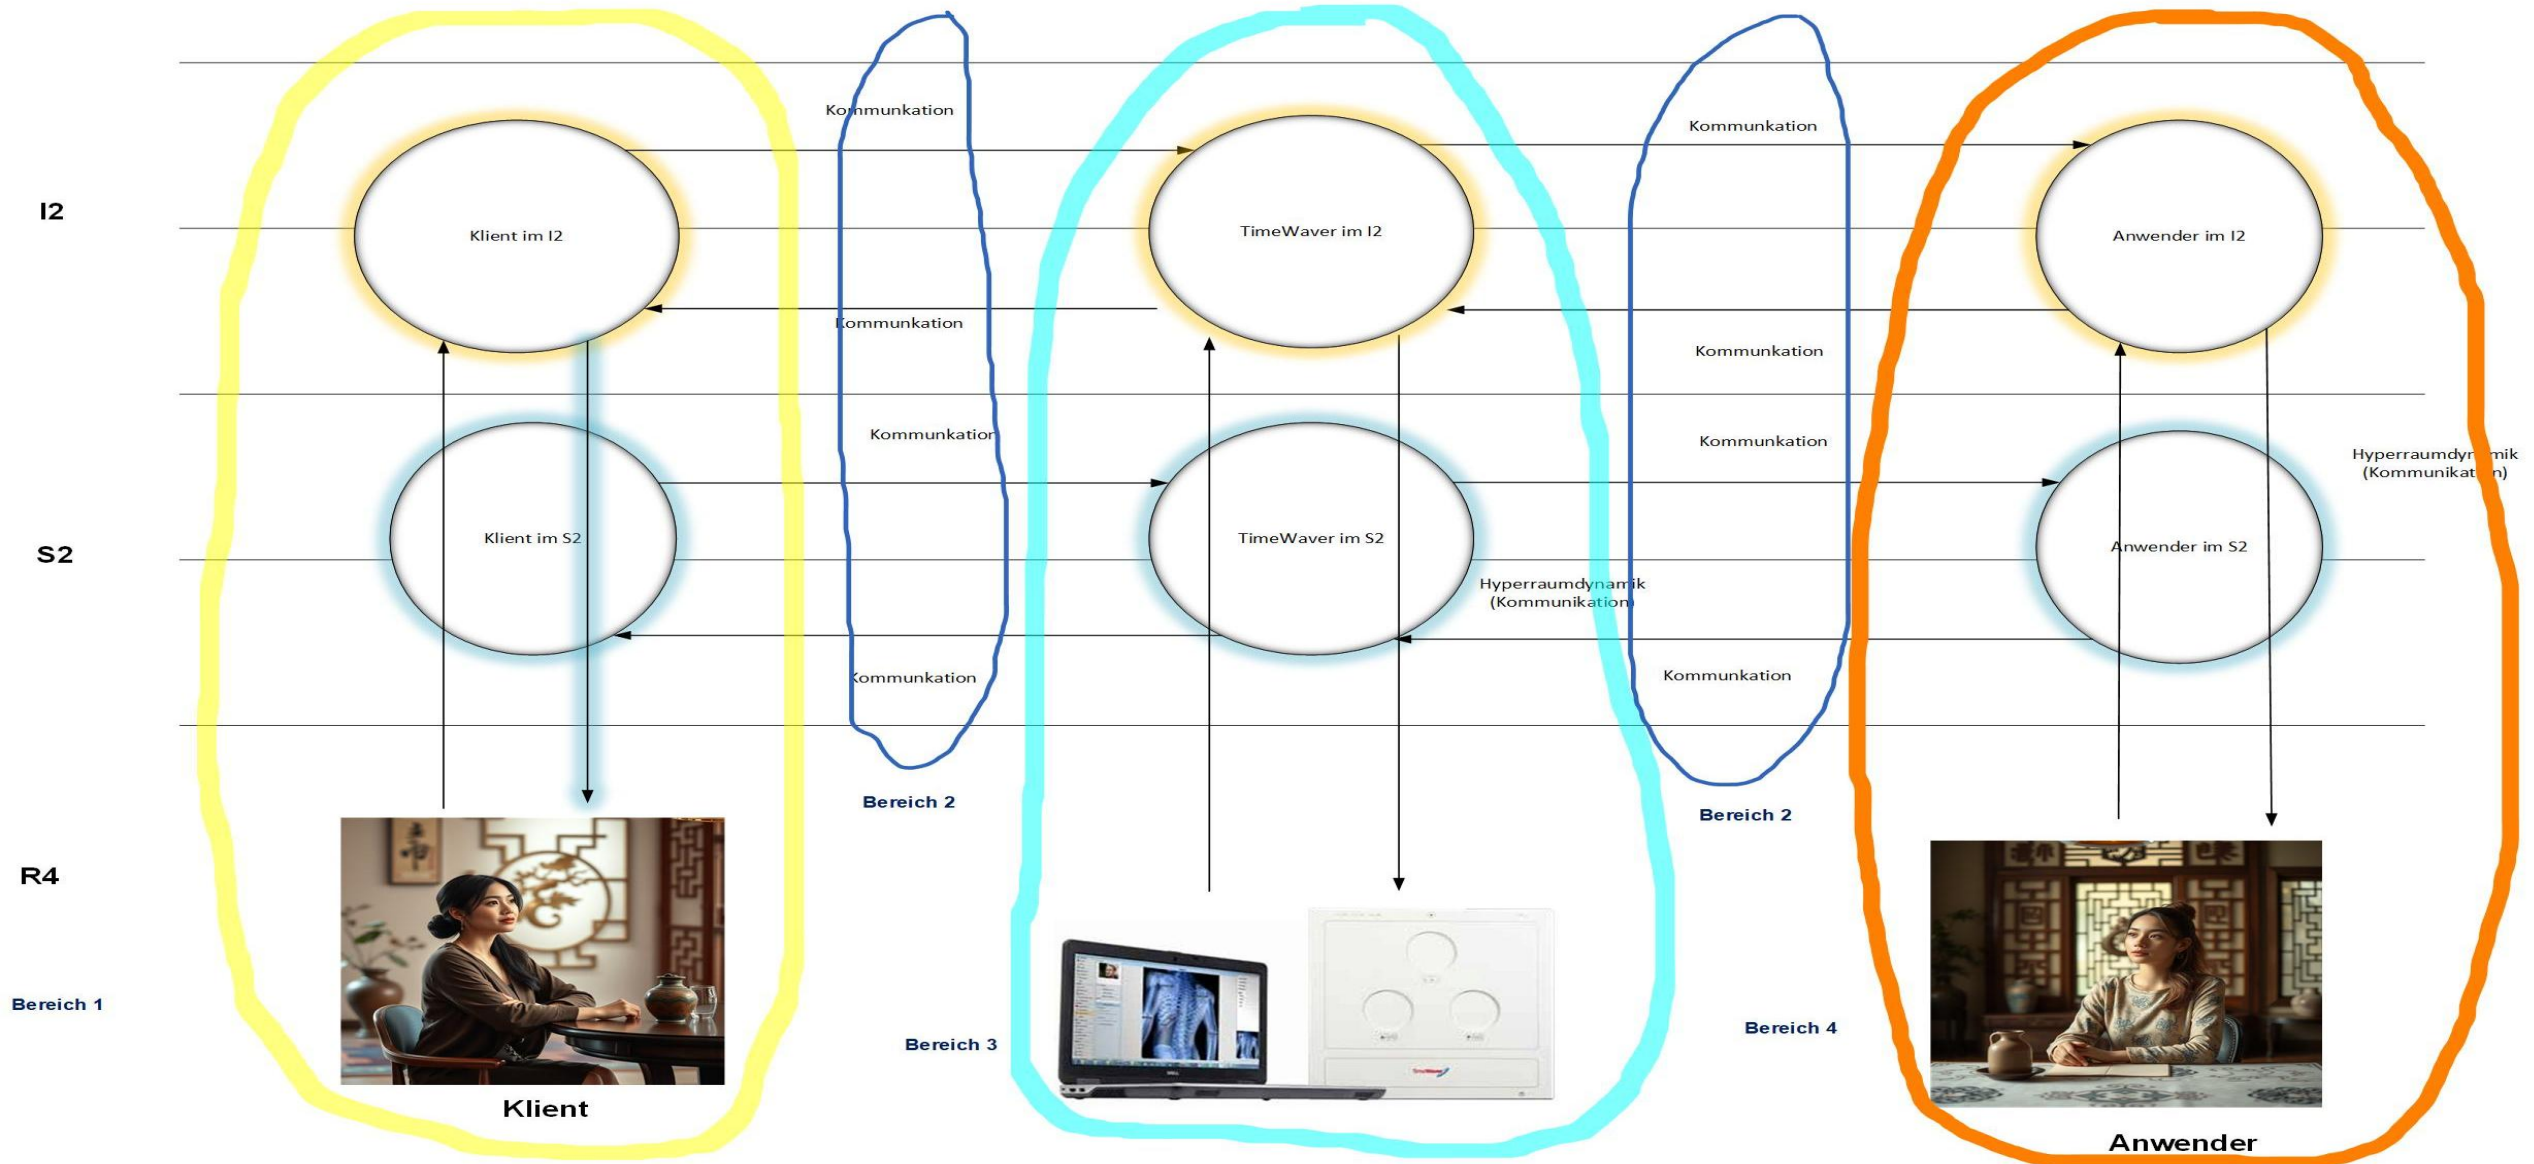 Kommunkation
Kommunkation
I2
Klient im I2
TimeWaver im I2
Anwender im I2
Kommunkation
Kommunkation
Kommunkation
Kommunkation
Hyperraumdynamik
(Kommunikation)
S2
Klient im S2
TimeWaver im S2
Anwender im S2
Hyperraumdynamik
(Kommunikation)
Kommunkation
Kommunkation
Bereich 2
Bereich 2
R4
Bereich 1
Bereich 3
Bereich 4
TimeWaver
DELL
Klient
Anwender